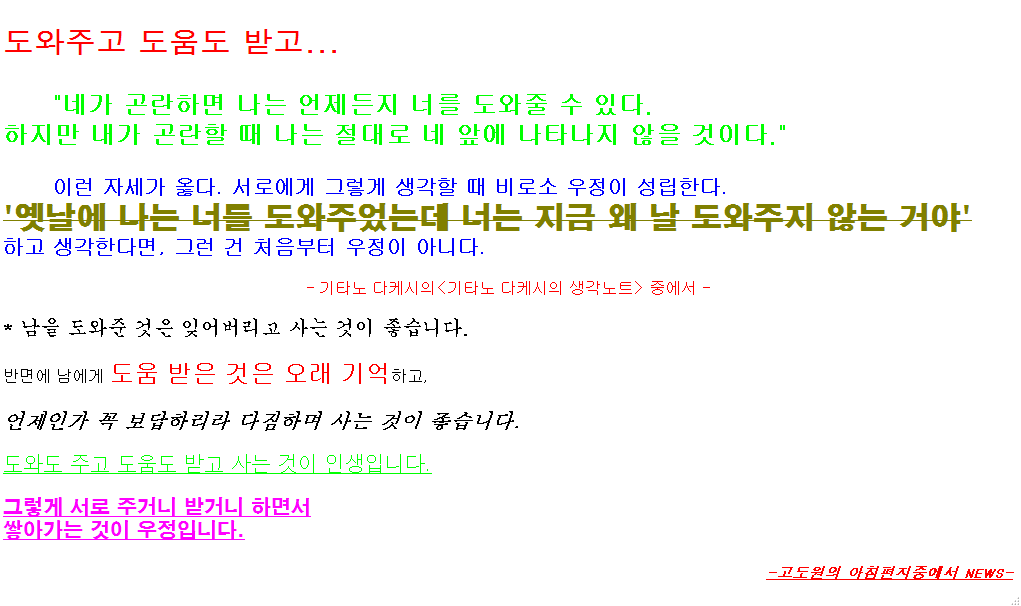 도와주고 도움도 받고...
"네가 곤란하면 나는 언제든지 너를 도와줄 수 있다.
하지만 내가 곤란할 때 나는 절대로 네 앞에 나타나지 않을 것이다."
이런 자세가 옳다. 서로에게 그렇게 생각할 때 비로소 우정이 성립한다.
'옛날에 나는 너를 도와주었는데 너는 지금 왜 날 도와주지 않는 거야'
하고 생각한다면, 그런 건 처음부터 우정이 아니다.
- 기타노 다케시의<기타노 다케시의 생각노트> 중에서 -
* 남을 도와준 것은 잊어버리고 사는 것이 좋습니다.
반면에 남에게 도움 받은 것은 오래 기억하고,
언제인가 꼭 보답하리라 다짐하며 사는 것이 좋습니다.
도와도 주고 도움도 받고 사는 것이 인생입니다.
그렇게 서로 주거니 받거니 하면서
쌓아가는 것이 우정입니다.
-고도원의 아침편지중에서 NEWS-